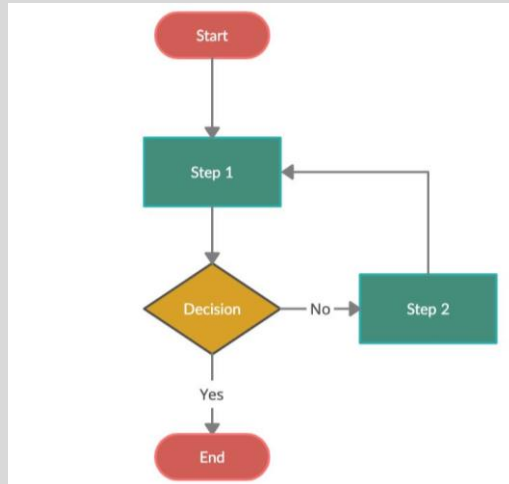 Start
Step 1
Decision
No
Step 2
Yes
End